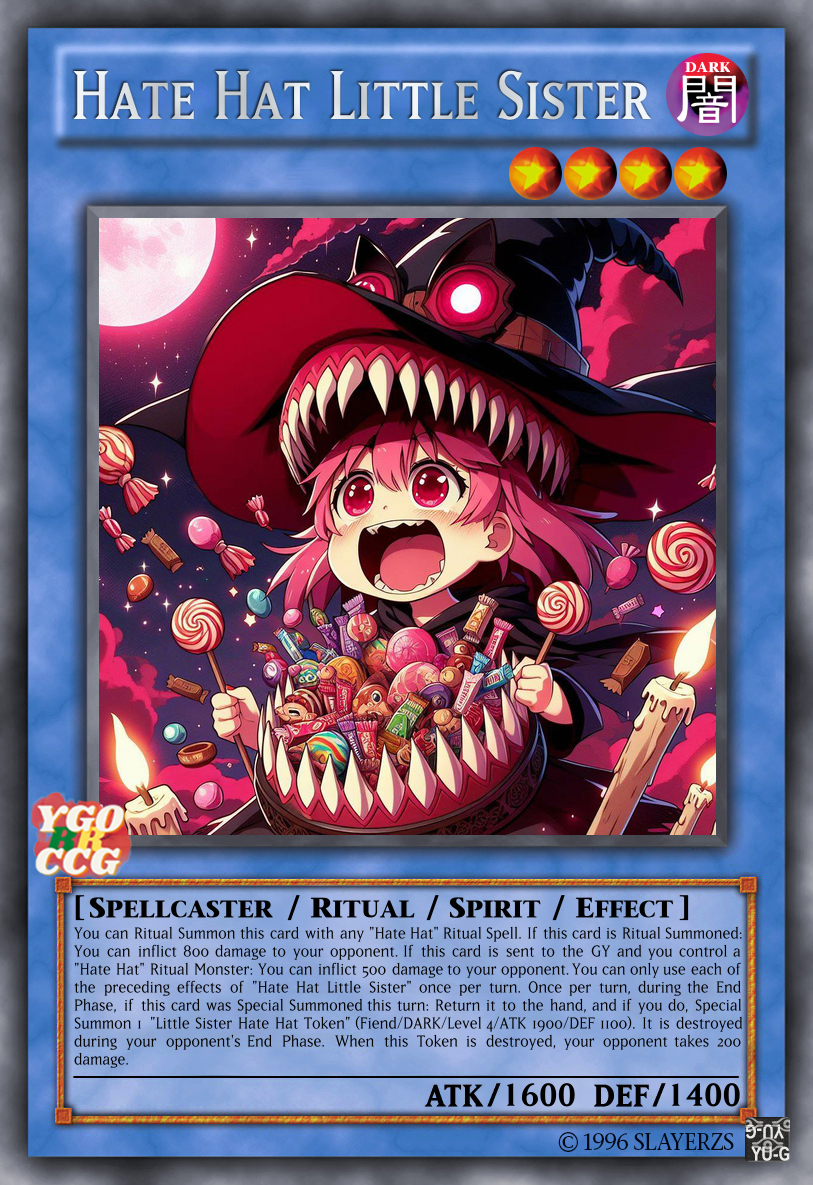 Hate Hat Little Sister
DARK
闇
YGO
RR
CCG
[Spellcaster / Ritual / Spirit / Effect]
You can Ritual Summon this card with any "Hate Hat" Ritual Spell. If this card is Ritual Summoned:
You can inflict 800 damage to your opponent. If this card is sent to the GY and you control a
"Hate Hat" Ritual Monster: You can inflict 500 damage to your opponent. You can only use each of
the preceding effects of "Hate Hat Little Sister" once per turn. Once per turn, during the End
Phase, if this card was Special Summoned this turn: Return it to the hand, and if you do, Special
Summon 1 "Little Sister Hate Hat Token" (Fiend/DARK/Level 4/ATK 1900/DEF 1100). It is destroyed
during your opponent's End Phase. When this Token is destroyed, your opponent takes 200
damage.
ATK/1600 DEF/1400
© 1996 SLAYERZS
YU-G